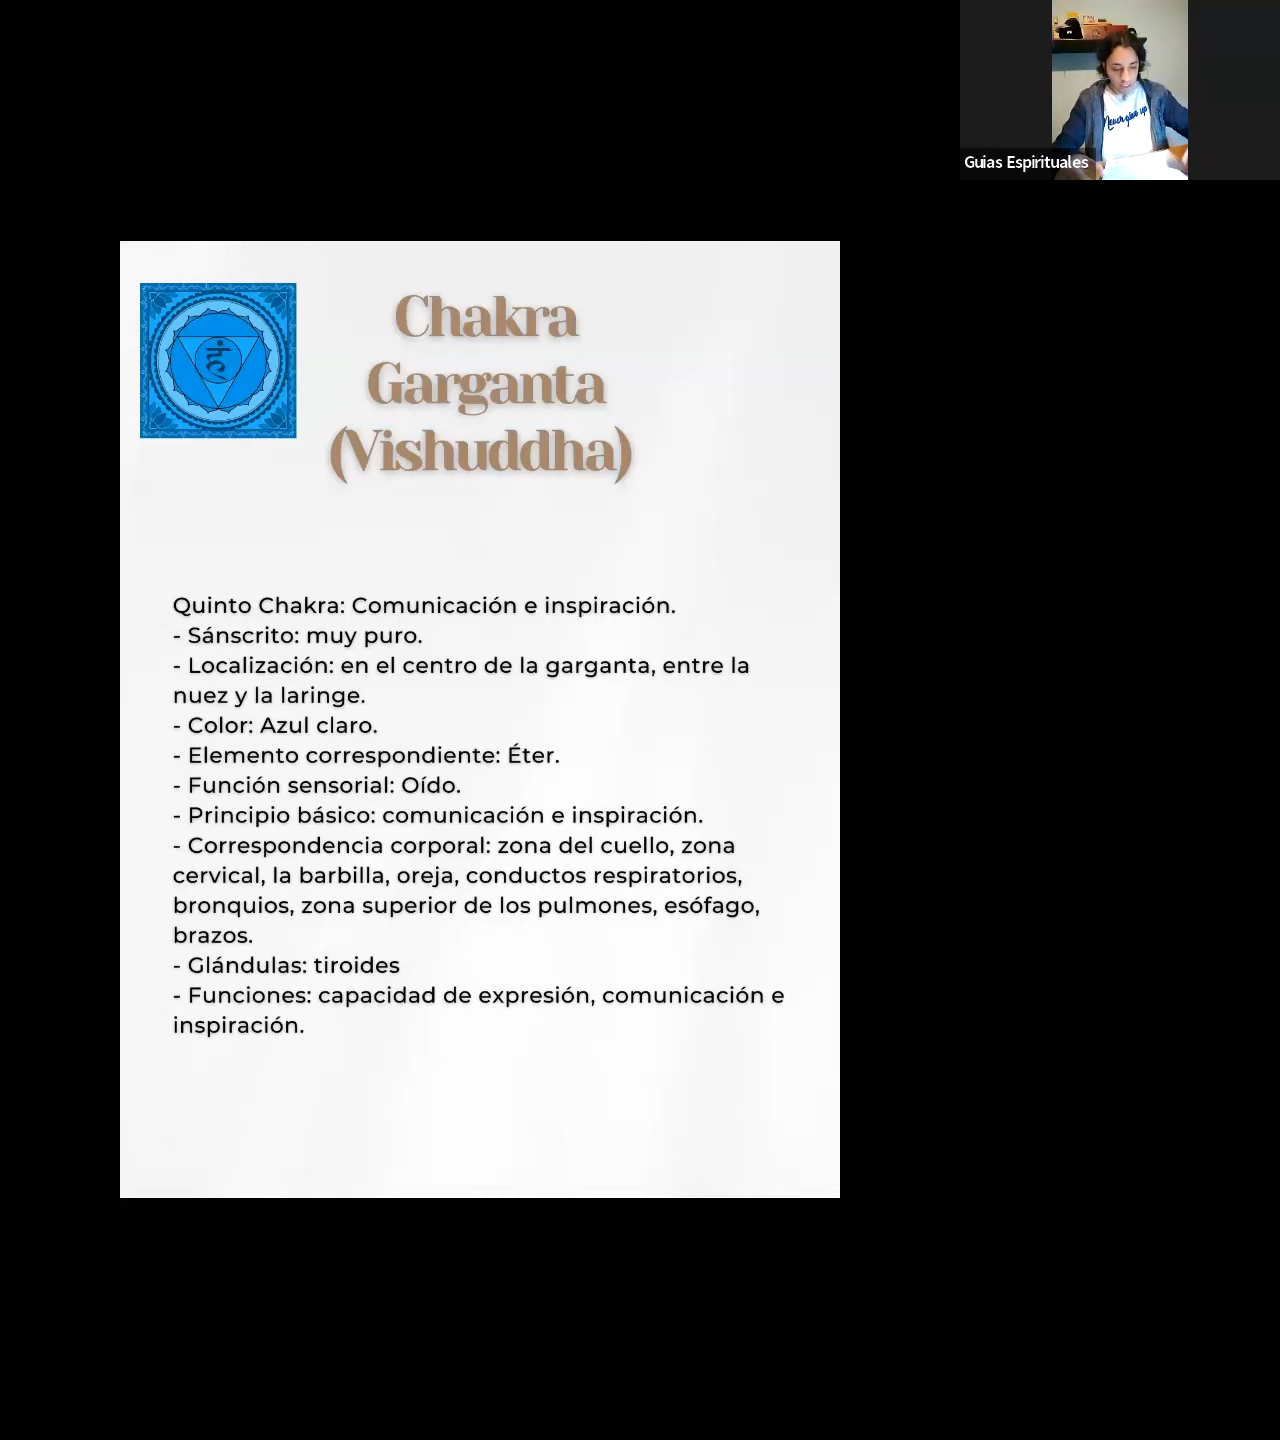 Never give up
Guias Espirituales
Chakra
Garganta
(Vishuddha)
हं
Quinto Chakra: Comunicación e inspiración.
- Sánscrito: muy puro.
- Localización: en el centro de la garganta, entre la
nuez y la laringe.
- Color: Azul claro.
- Elemento correspondiente: Éter.
- Función sensorial: Oído.
- Principio básico: comunicación e inspiración.
- Correspondencia corporal: zona del cuello, zona
cervical, la barbilla, oreja, conductos respiratorios,
bronquios, zona superior de los pulmones, esófago,
brazos.
- Glándulas: tiroides
- Funciones: capacidad de expresión, comunicación e
inspiración.